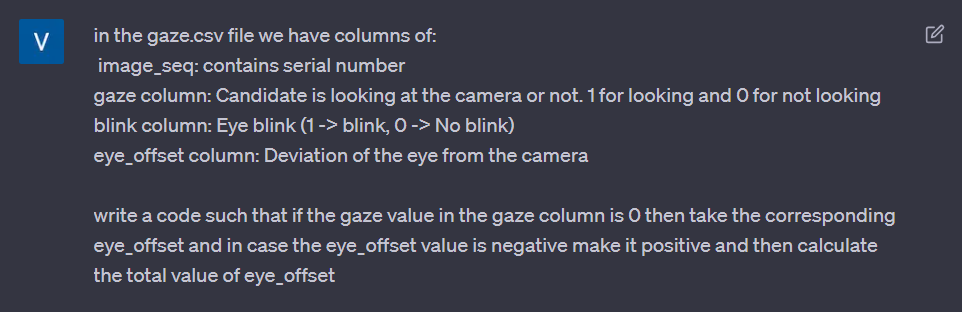 V
in the gaze.csv file we have columns of:
image_seq: contains serial number
gaze column: Candidate is looking at the camera or not. 1 for looking and 0 for not looking
blink column: Eye blink (1 -> blink, 0 -> No blink)
eye_offset column: Deviation of the eye from the camera
write a code such that if the gaze value in the gaze column is 0 then take the corresponding
eye_offset and in case the eye_offset value is negative make it positive and then calculate
the total value of eye_offset